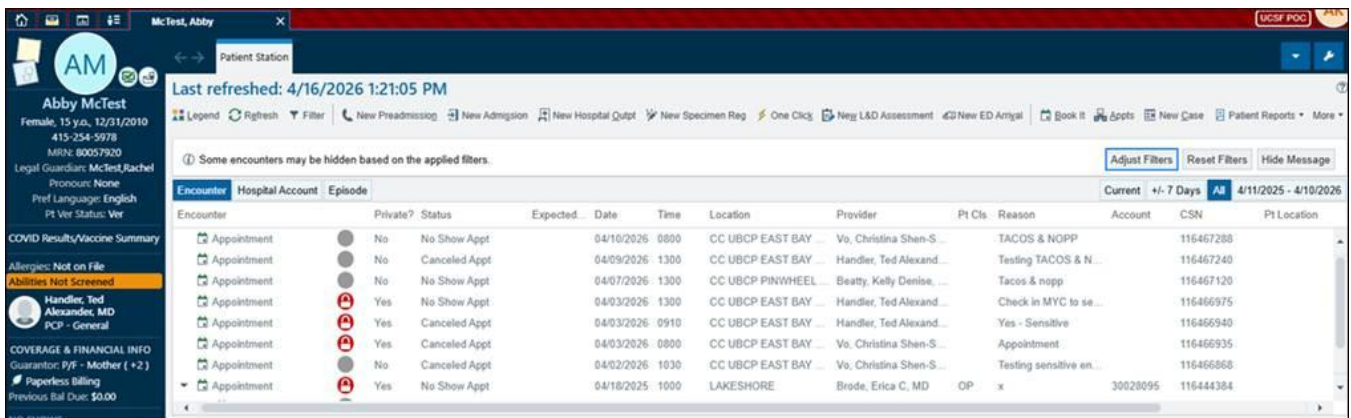 McTest, Abby ×
UCSF POC
AM
Abby McTest
Female, 15 y.o., 12/31/2010
415-254-5978
MRN: 80057920
Legal Guardian: McTest,Rachel
Pronoun: None
Pref Language: English
Pt Ver Status: Ver
COVID Results/Vaccine Summary
Allergies: Not on File
Abilities Not Screened
Handler, Ted
Alexander, MD
PCP - General
COVERAGE & FINANCIAL INFO
Guarantor: P/F - Mother ( +2 )
Paperless Billing
Previous Bal Due: $0.00
Patient Station
Last refreshed: 4/16/2026 1:21:05 PM
Legend Refresh Filter New Preadmission New Admission New Hospital Outpt New Specimen Reg One Click New L&D Assessment New ED Arrival Book It Appts New Case Patient Reports More
Some encounters may be hidden based on the applied filters. Adjust Filters Reset Filters Hide Message
Encounter Hospital Account Episode Current +/- 7 Days All 4/11/2025 - 4/10/2026
Encounter Private? Status Expected... Date Time Location Provider Pt Cls Reason Account CSN Pt Location
Appointment No No Show Appt 04/10/2026 0800 CC UBCP EAST BAY ... Vo, Christina Shen-S... TACOS & NOPP 116467288
Appointment No Canceled Appt 04/09/2026 1300 CC UBCP EAST BAY ... Handler, Ted Alexand... Testing TACOS & N... 116467240
Appointment No No Show Appt 04/07/2026 1300 CC UBCP PINWHEEL... Beatty, Kelly Denise, ... Tacos & nopp 116467120
Appointment Yes No Show Appt 04/03/2026 1300 CC UBCP EAST BAY ... Handler, Ted Alexand... Check in MYC to se... 116466975
Appointment Yes Canceled Appt 04/03/2026 0910 CC UBCP EAST BAY ... Handler, Ted Alexand... Yes - Sensitive 116466940
Appointment Yes Canceled Appt 04/03/2026 0800 CC UBCP EAST BAY ... Vo, Christina Shen-S... Appointment 116466935
Appointment No Canceled Appt 04/02/2026 1030 CC UBCP EAST BAY ... Vo, Christina Shen-S... Testing sensitive en... 116466868
Appointment Yes No Show Appt 04/18/2025 1000 LAKESHORE Brode, Erica C, MD OP x 30028095 116444384